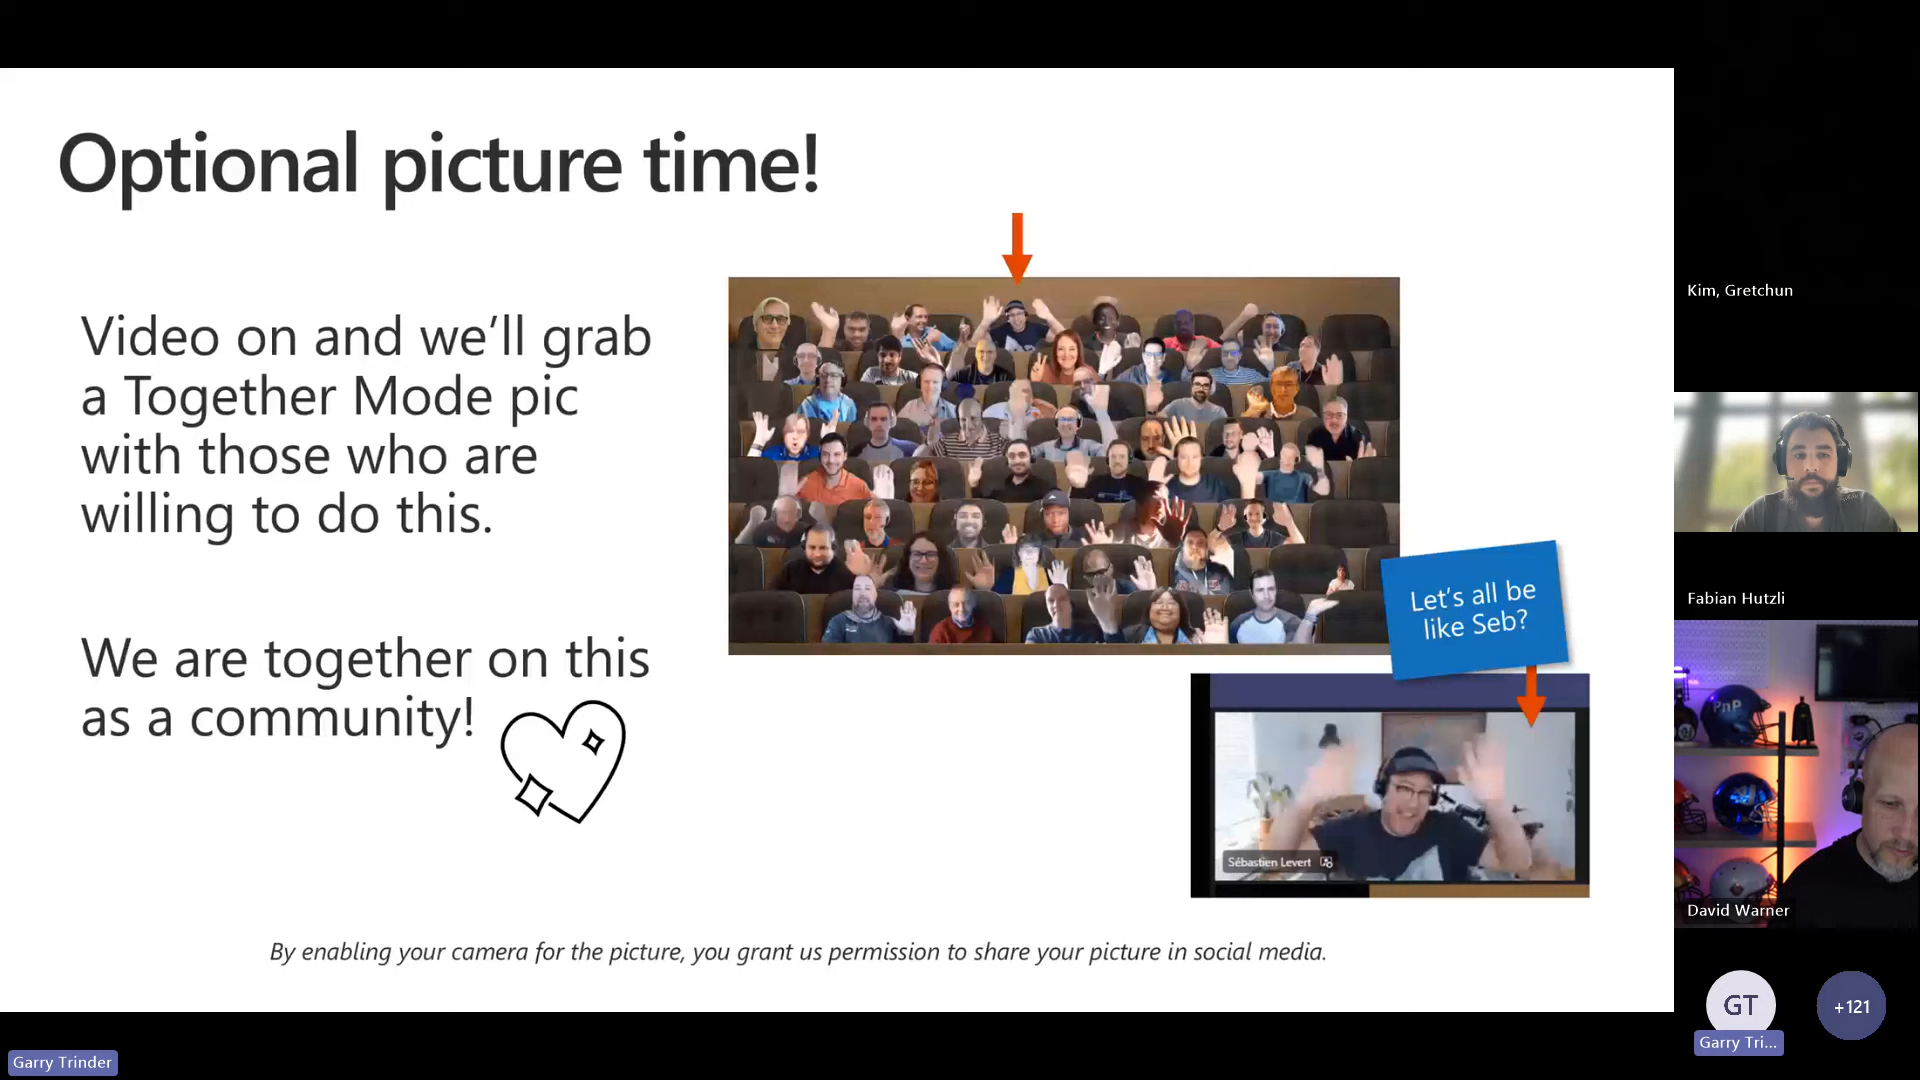 Optional picture time!
Video on and we’ll grab
a Together Mode pic
with those who are
willing to do this.
We are together on this
as a community!
Let’s all be
like Seb?
Sébastien Levert
By enabling your camera for the picture, you grant us permission to share your picture in social media.
Kim, Gretchun
Fabian Hutzli
PnP
David Warner
GT
+121
Garry Tri...
Garry Trinder